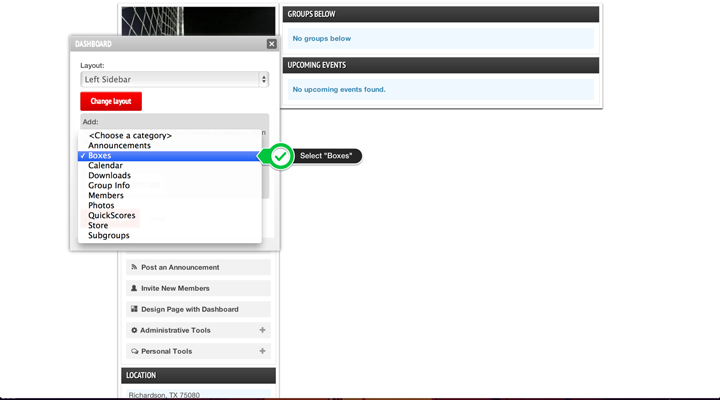 GROUPS BELOW
No groups below
UPCOMING EVENTS
No upcoming events found.
DASHBOARD
Layout:
Left Sidebar
Change layout
Add:
<Choose a category>
Announcements
✓ Boxes
Calendar
Downloads
Group Info
Members
Photos
QuickScores
Store
Subgroups
Select "Boxes"
Post an Announcement
Invite New Members
Design Page with Dashboard
Administrative Tools +
Personal Tools +
LOCATION
Richardson, TX 75080